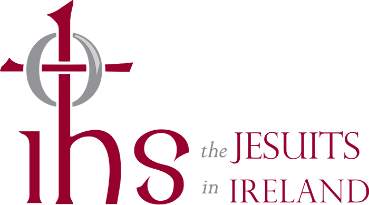 ihs
the JESUITS
in IRELAND